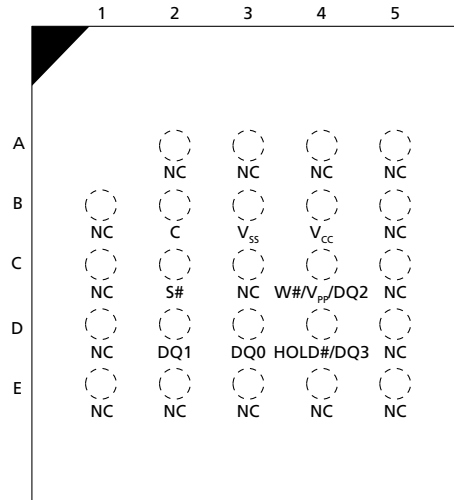 1 2 3 4 5
A
NC NC NC NC
B
NC C VSS VCC NC
C
NC S# NC W#/VPP/DQ2 NC
D
NC DQ1 DQ0 HOLD#/DQ3 NC
E
NC NC NC NC NC